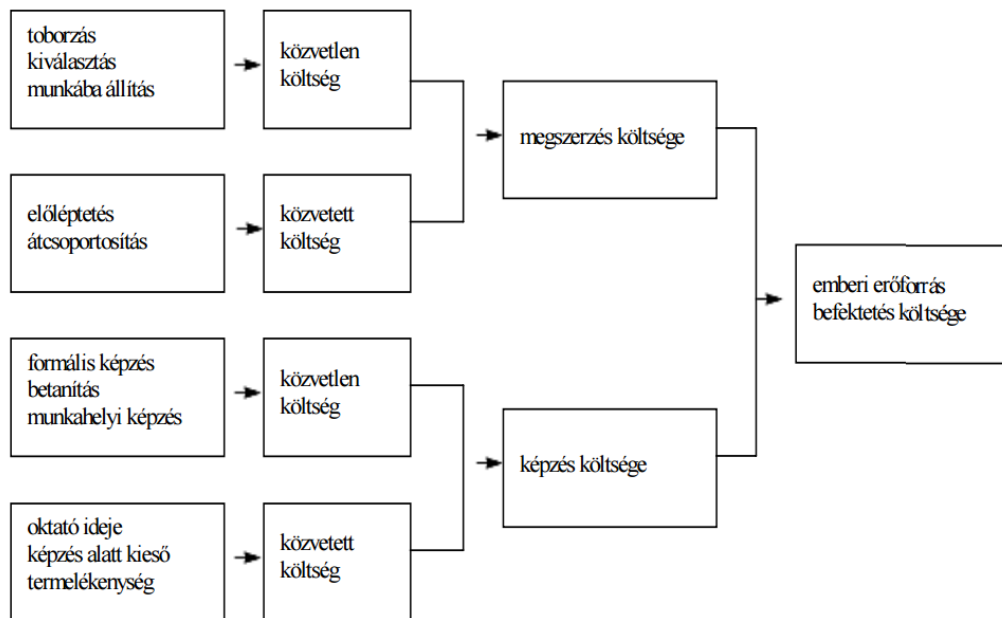 toborzás
kiválasztás
munkába állítás
közvetlen
költség
előléptetés
átcsoportosítás
közvetett
költség
megszerzés költsége
formális képzés
betanítás
munkahelyi képzés
közvetlen
költség
oktató ideje
képzés alatt kieső
termelékenység
közvetett
költség
képzés költsége
emberi erőforrás
befektetés költsége